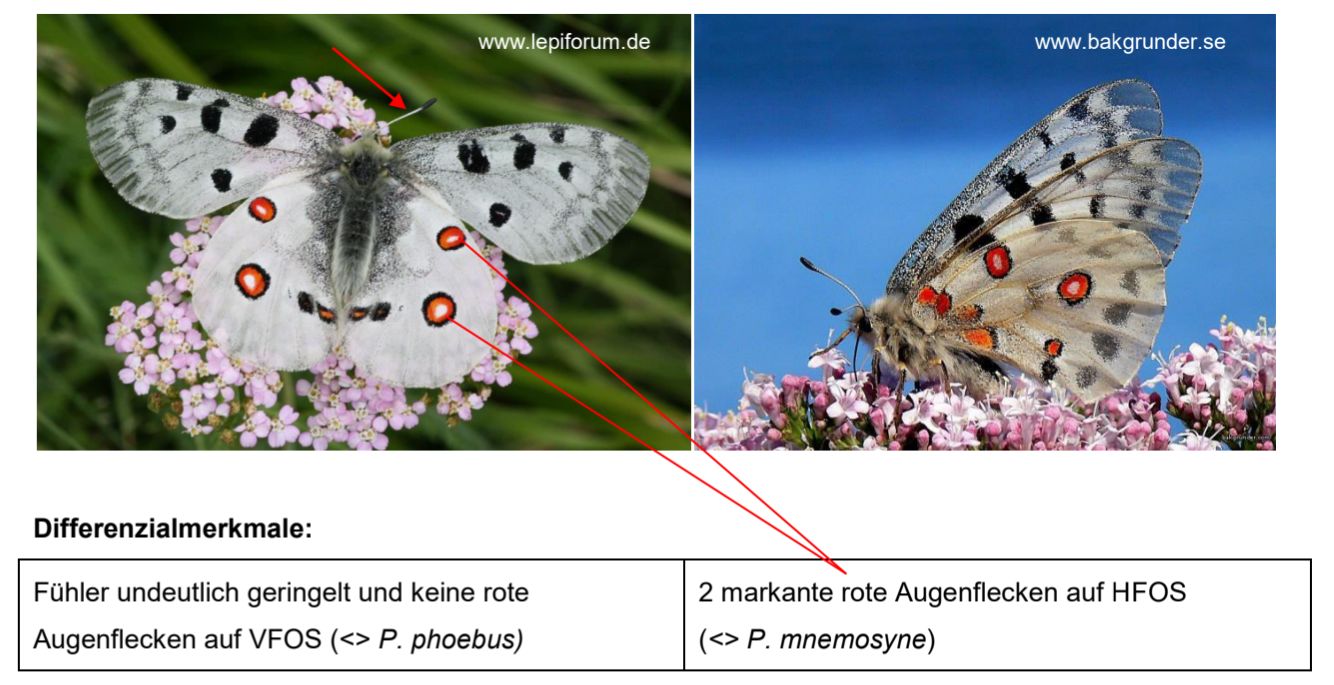 www.lepiforum.de
www.bakgrunder.se
Differenzialmerkmale:
Fühler undeutlich geringelt und keine rote
Augenflecken auf VFOS (<> P. phoebus)
2 markante rote Augenflecken auf HFOS
(<> P. mnemosyne)